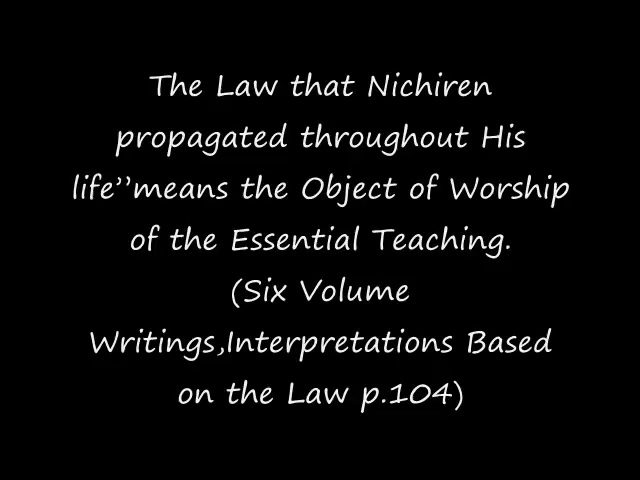 The Law that Nichiren
propagated throughout His
life”means the Object of Worship
of the Essential Teaching.
(Six Volume
Writings,Interpretations Based
on the Law p.104)